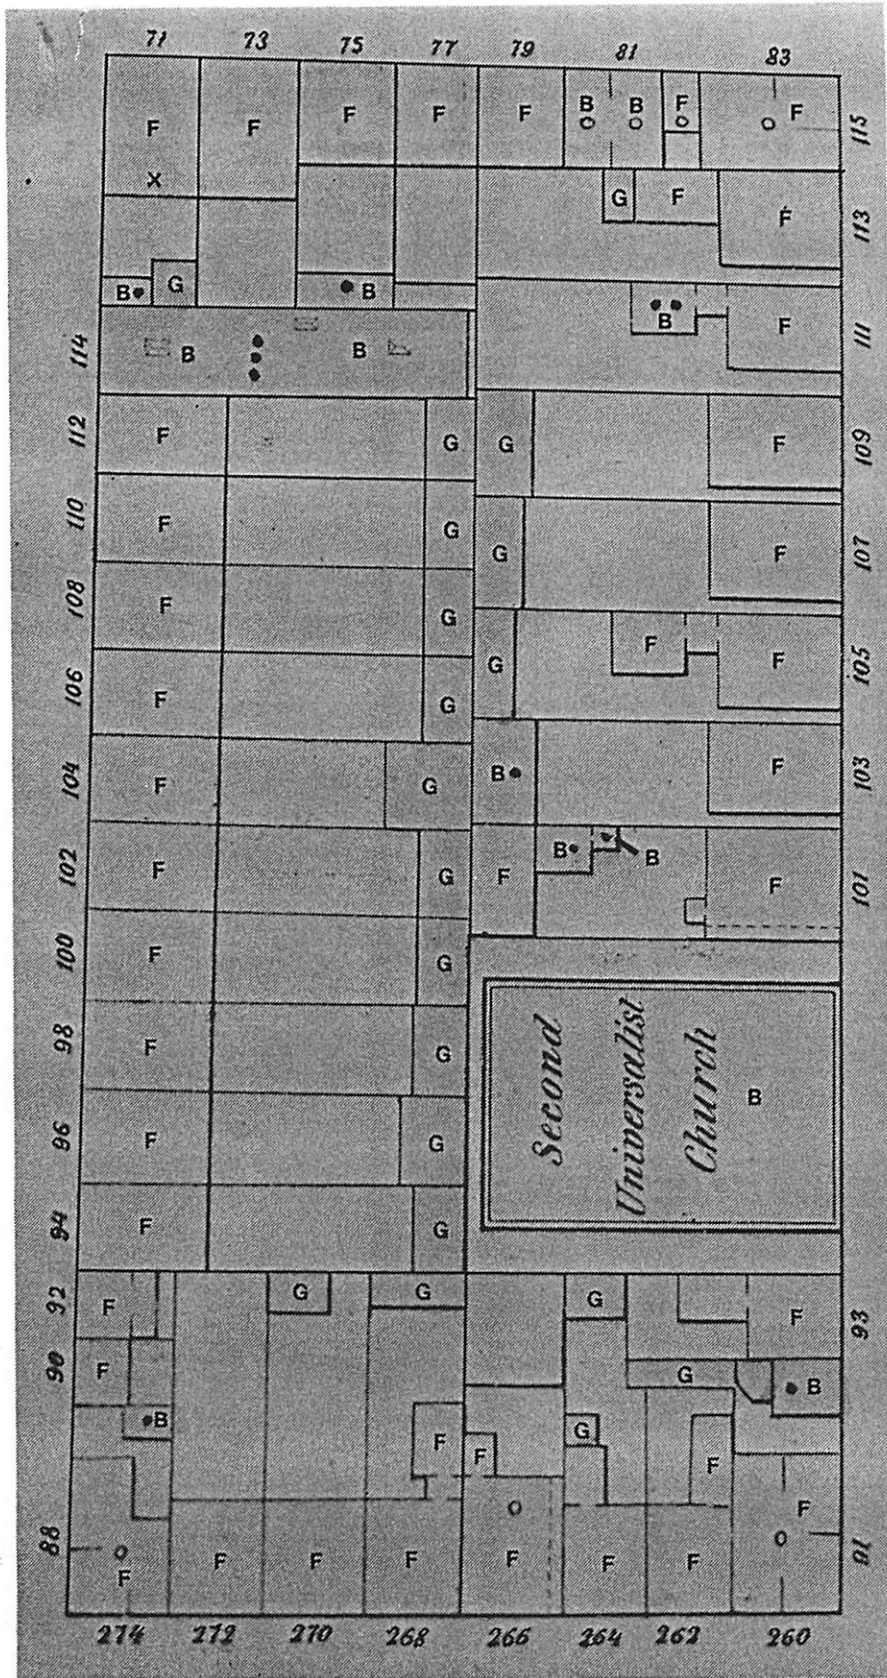 71 73 75 77 79 81 83
F F F F F B B F F
115
X
G F F
113
B G B
B F
111
114
B B
112
F G G F
109
110
F G G F
107
108
F G
F
106
F G G F
105
104
F G B F
103
102
F G F B B F
101
100
F G
98
F G
Second
Universalist
Church
B
96
F G
94
F G
92
F G G G F
93
90
F G B
B F F G F F
88
F F F F F F F
91
274 272 270 268 266 264 262 260